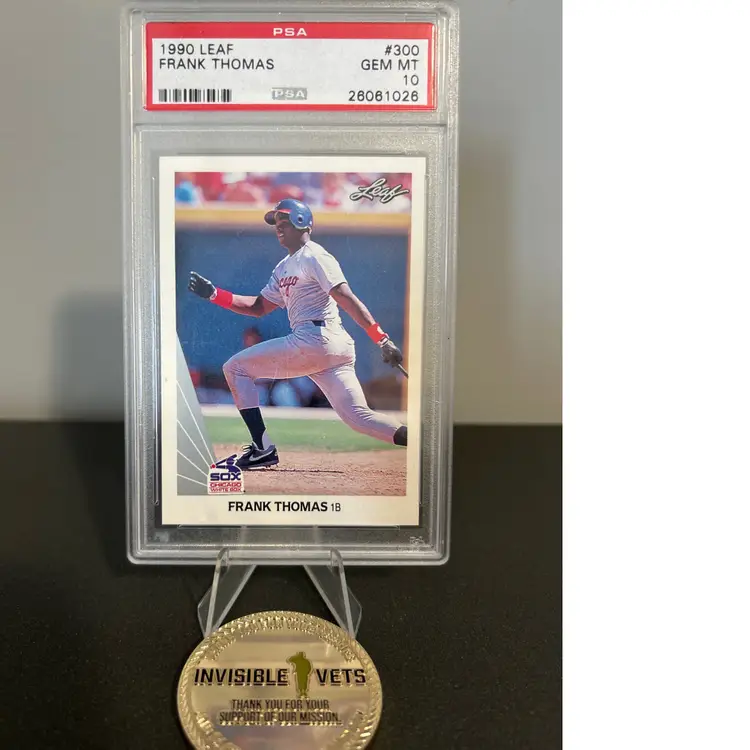 PSA
1990 LEAF #300
FRANK THOMAS GEM MT
10
PSA 26061026
Leaf
cago
SOX
CHICAGO
WHITE SOX
FRANK THOMAS 1B
INVISIBLE VETS
THANK YOU FOR YOUR
SUPPORT OF OUR MISSION.